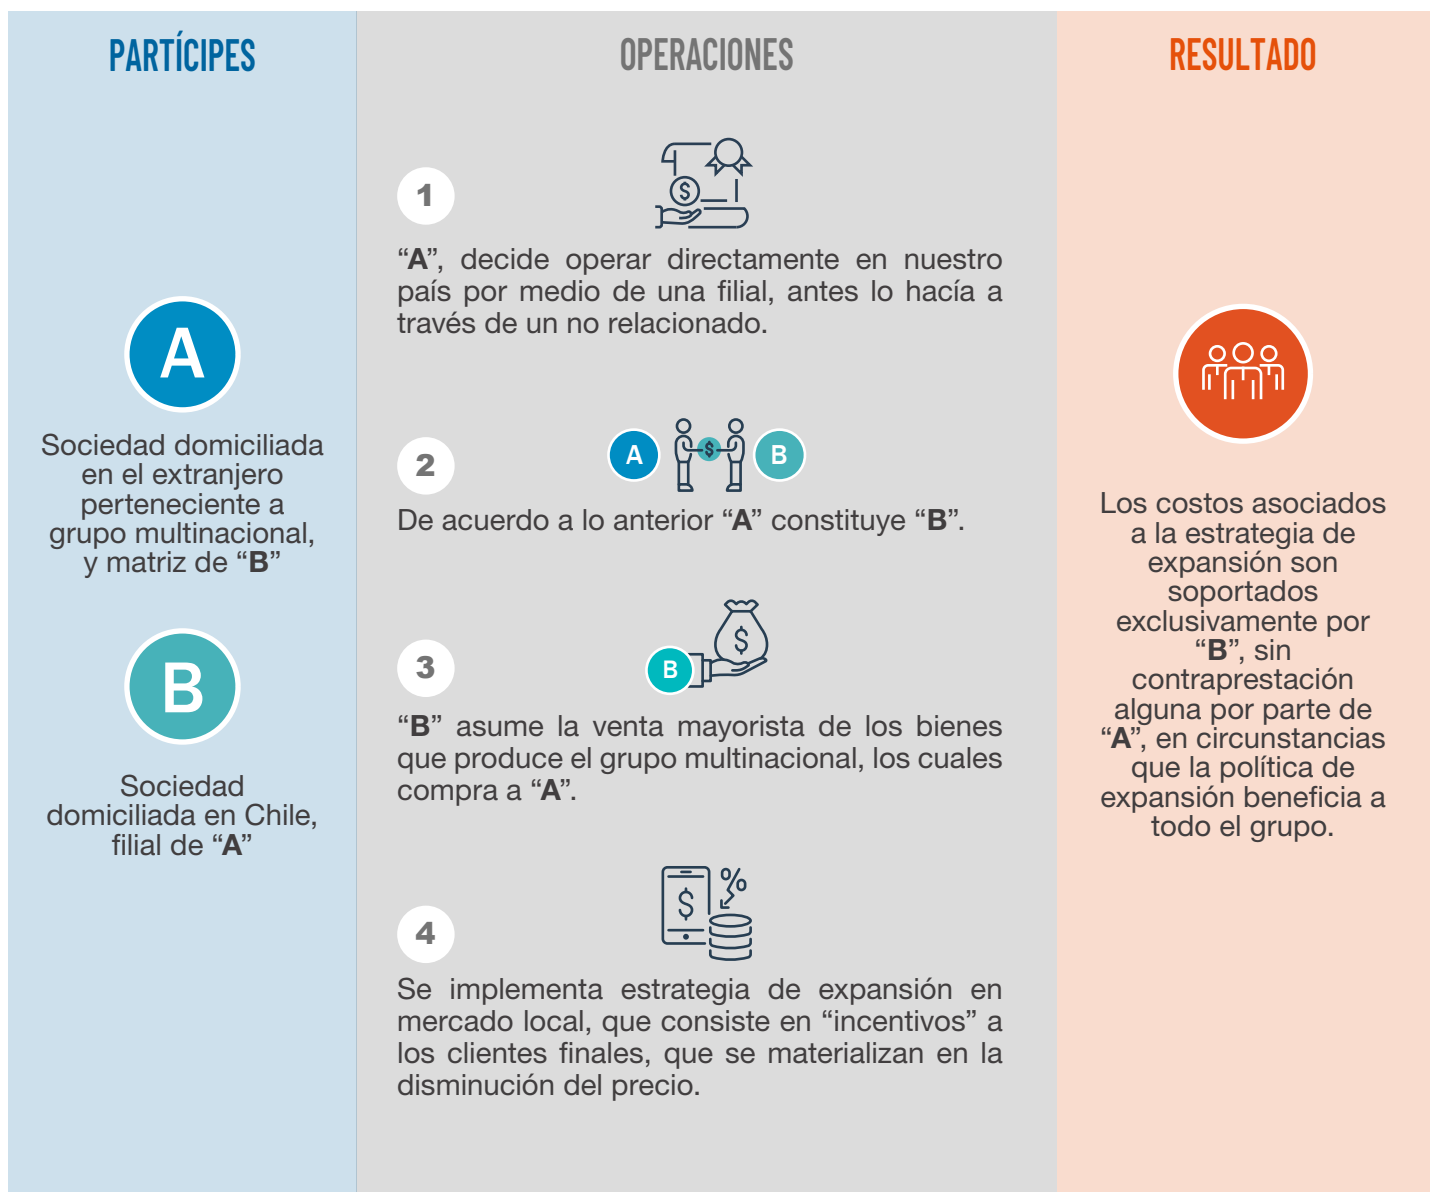 PARTÍCIPES
A
Sociedad domiciliada
en el extranjero
perteneciente a
grupo multinacional,
y matriz de “B”
B
Sociedad
domiciliada en Chile,
filial de “A”
OPERACIONES
1
$
“A”, decide operar directamente en nuestro
país por medio de una filial, antes lo hacía a
través de un no relacionado.
2
A $ B
De acuerdo a lo anterior “A” constituye “B”.
3
B $
“B” asume la venta mayorista de los bienes
que produce el grupo multinacional, los cuales
compra a “A”.
4
$ %
Se implementa estrategia de expansión en
mercado local, que consiste en “incentivos” a
los clientes finales, que se materializan en la
disminución del precio.
RESULTADO
Los costos asociados
a la estrategia de
expansión son
soportados
exclusivamente por
“B”, sin
contraprestación
alguna por parte de
“A”, en circunstancias
que la política de
expansión beneficia a
todo el grupo.